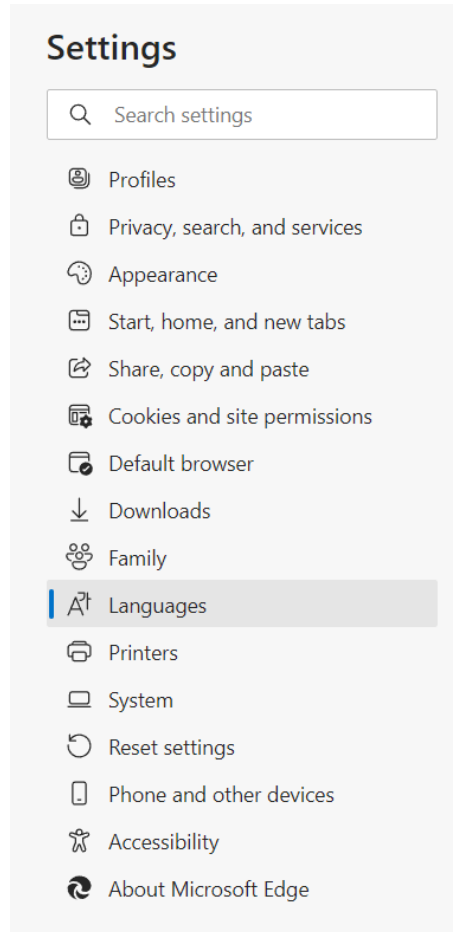 Settings
Search settings
Profiles
Privacy, search, and services
Appearance
Start, home, and new tabs
Share, copy and paste
Cookies and site permissions
Default browser
Downloads
Family
Languages
Printers
System
Reset settings
Phone and other devices
Accessibility
About Microsoft Edge